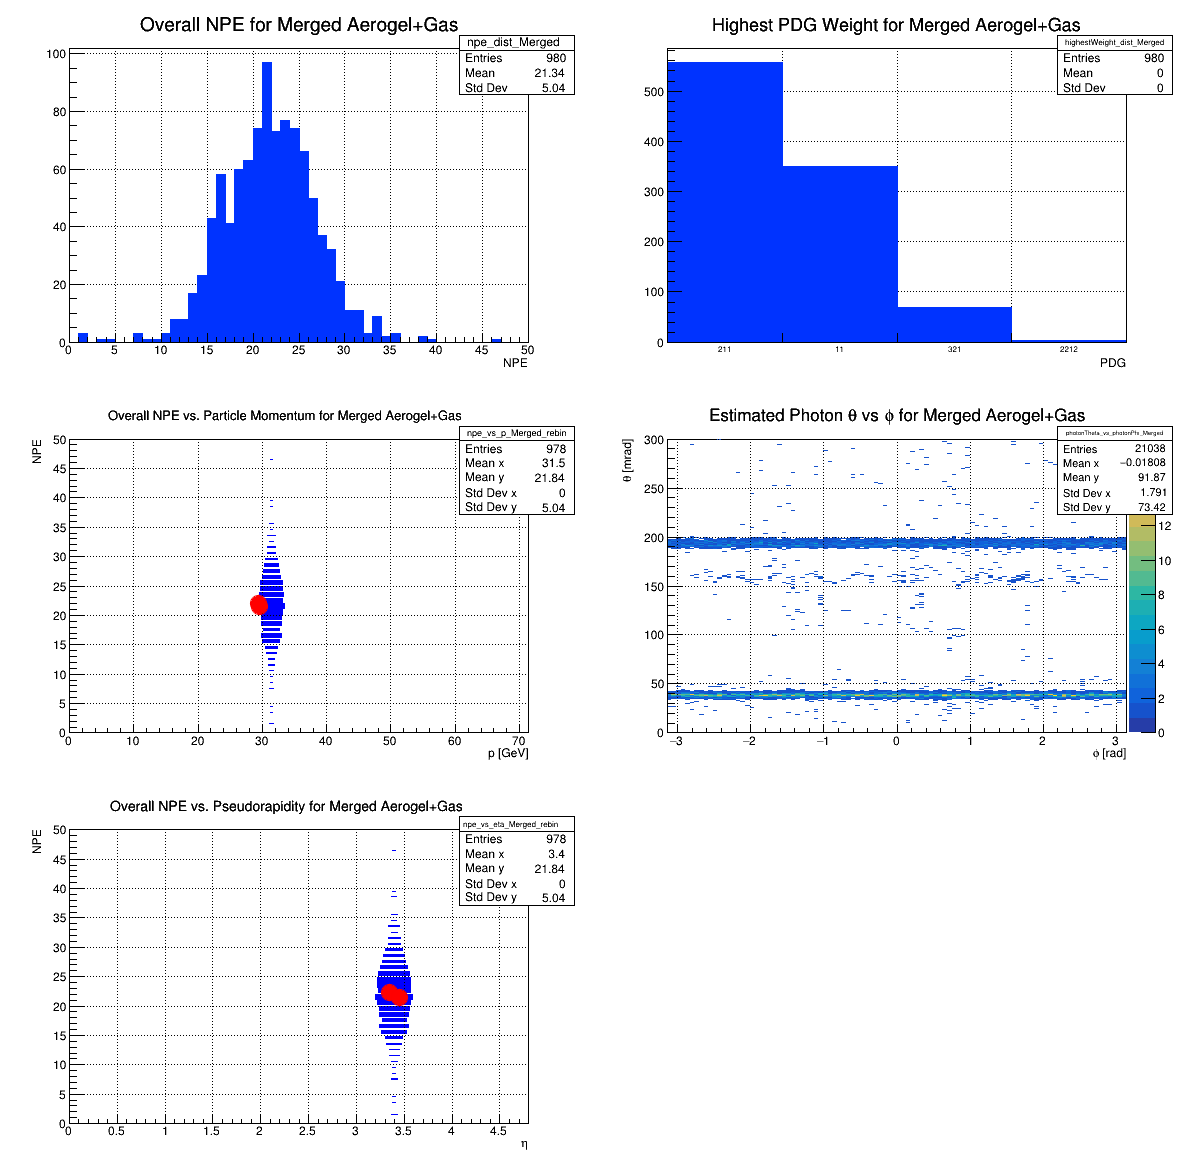 Overall NPE for Merged Aerogel+Gas
npe_dist_Merged
Entries 980
Mean 21.34
Std Dev 5.04
100
80
60
40
20
0
0 5 10 15 20 25 30 35 40 45 50
NPE
Highest PDG Weight for Merged Aerogel+Gas
highestWeight_dist_Merged
Entries 980
Mean 0
Std Dev 0
500
400
300
200
100
0
211 11 321 2212
PDG
Overall NPE vs. Particle Momentum for Merged Aerogel+Gas
npe_vs_p_Merged_rebin
Entries 978
Mean x 31.5
Mean y 21.84
Std Dev x 0
Std Dev y 5.04
NPE
50
45
40
35
30
25
20
15
10
5
0
0 10 20 30 40 50 60 70
p [GeV]
Estimated Photon θ vs ϕ for Merged Aerogel+Gas
photonTheta_vs_photonPhi_Merged
Entries 21038
Mean x −0.01808
Mean y 91.87
Std Dev x 1.791
Std Dev y 73.42
θ [mrad]
300
250
200
150
100
50
0
−3 −2 −1 0 1 2 3
ϕ [rad]
12
10
8
6
4
2
0
Overall NPE vs. Pseudorapidity for Merged Aerogel+Gas
npe_vs_eta_Merged_rebin
Entries 978
Mean x 3.4
Mean y 21.84
Std Dev x 0
Std Dev y 5.04
NPE
50
45
40
35
30
25
20
15
10
5
0
0 0.5 1 1.5 2 2.5 3 3.5 4 4.5
η